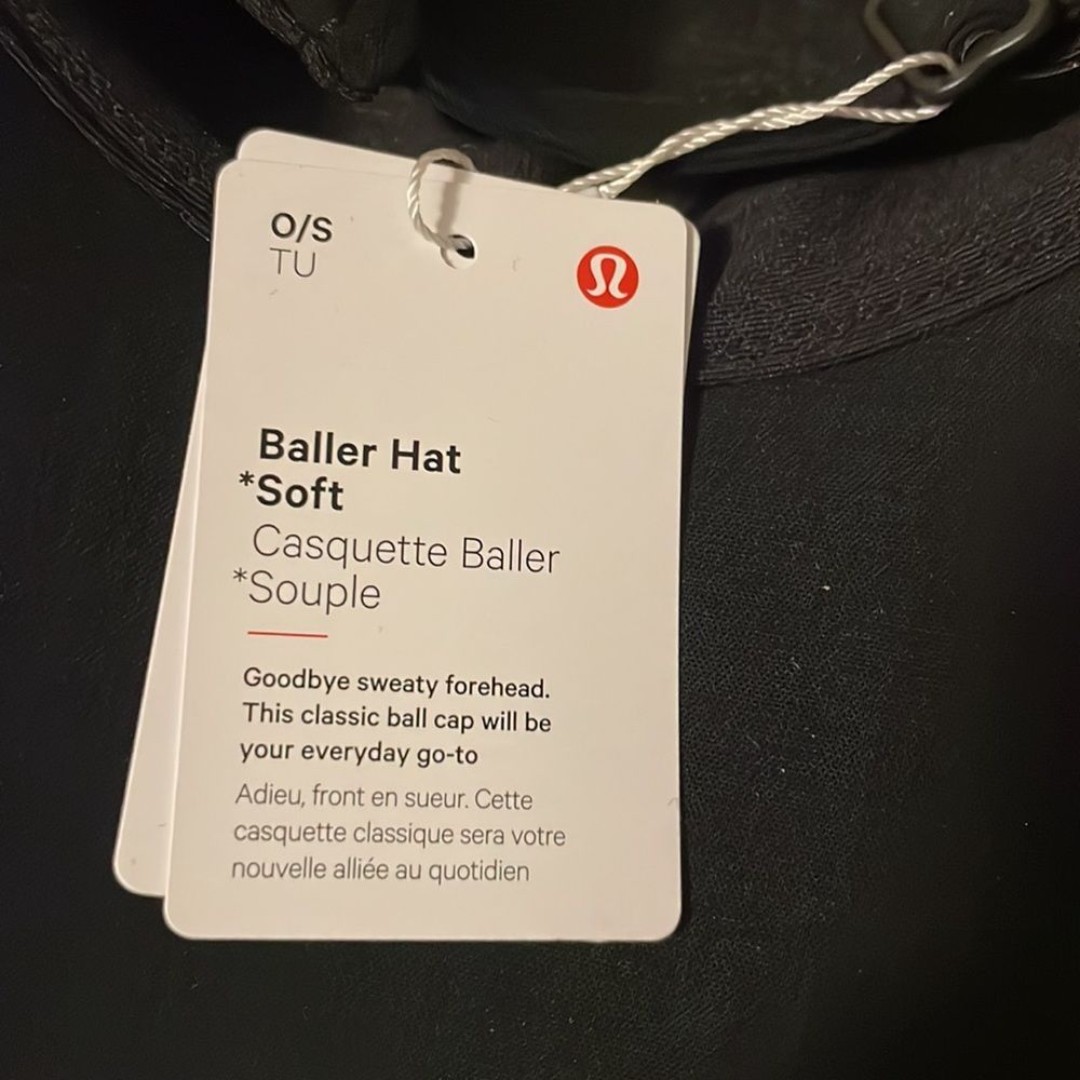 O/S
TU
Baller Hat
*Soft
Casquette Baller
*Souple
Goodbye sweaty forehead.
This classic ball cap will be
your everyday go-to
Adieu, front en sueur. Cette
casquette classique sera votre
nouvelle alliée au quotidien